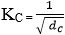 K_C = 1/√d_c